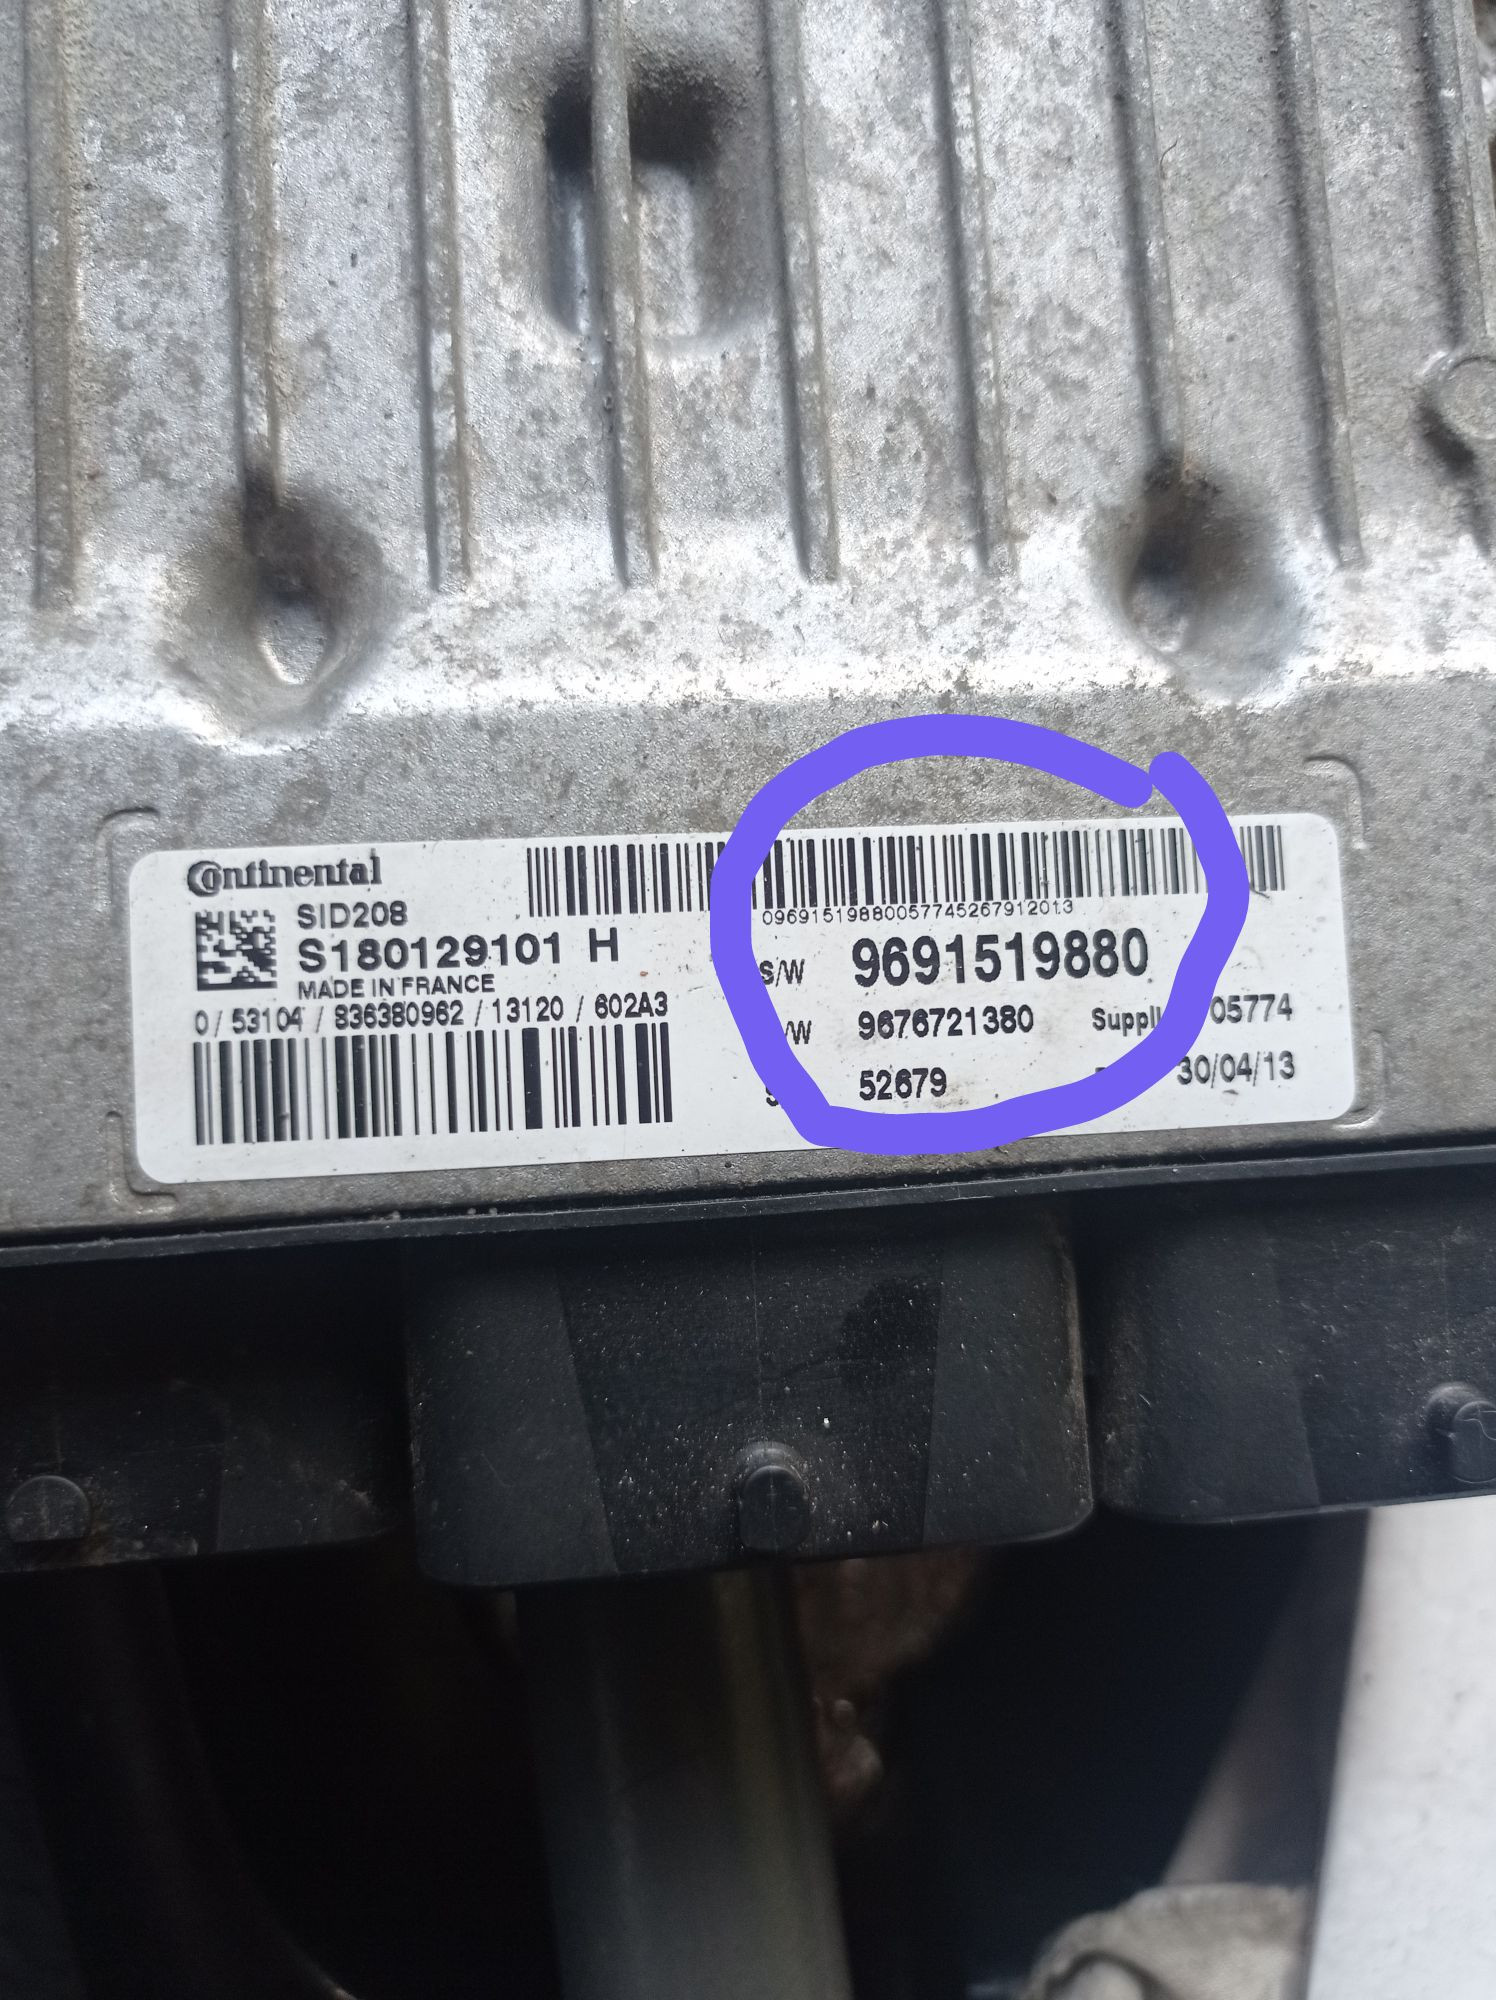 Continental
SID208
S180129101 H
MADE IN FRANCE
0 / 53104 / 836380962 / 13120 / 602A3
09691519880057745267912013
S/W 9691519880
/W 9676721380 Suppli 05774
52679 30/04/13